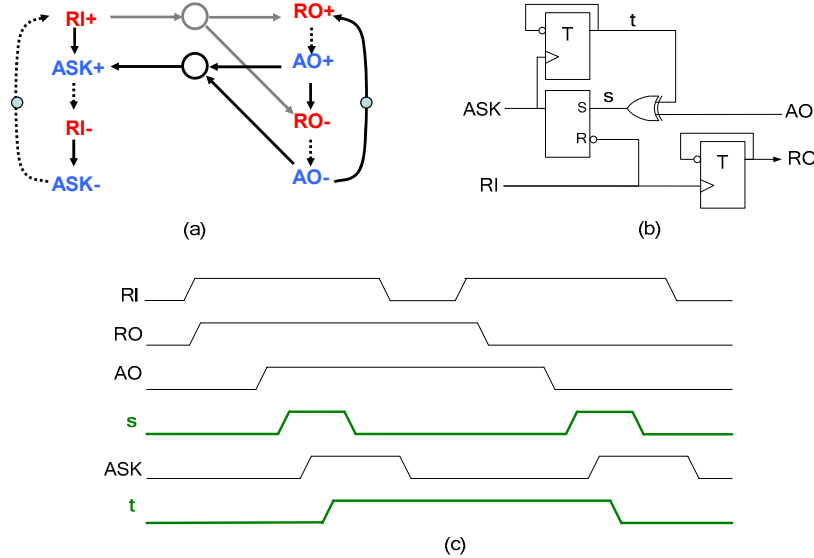 RI+
RO+
ASK+
AO+
RI-
RO-
ASK-
AO-
(a)
t
T
ASK
s
S
R
AO
T
RO
RI
(b)
RI
RO
AO
s
ASK
t
(c)